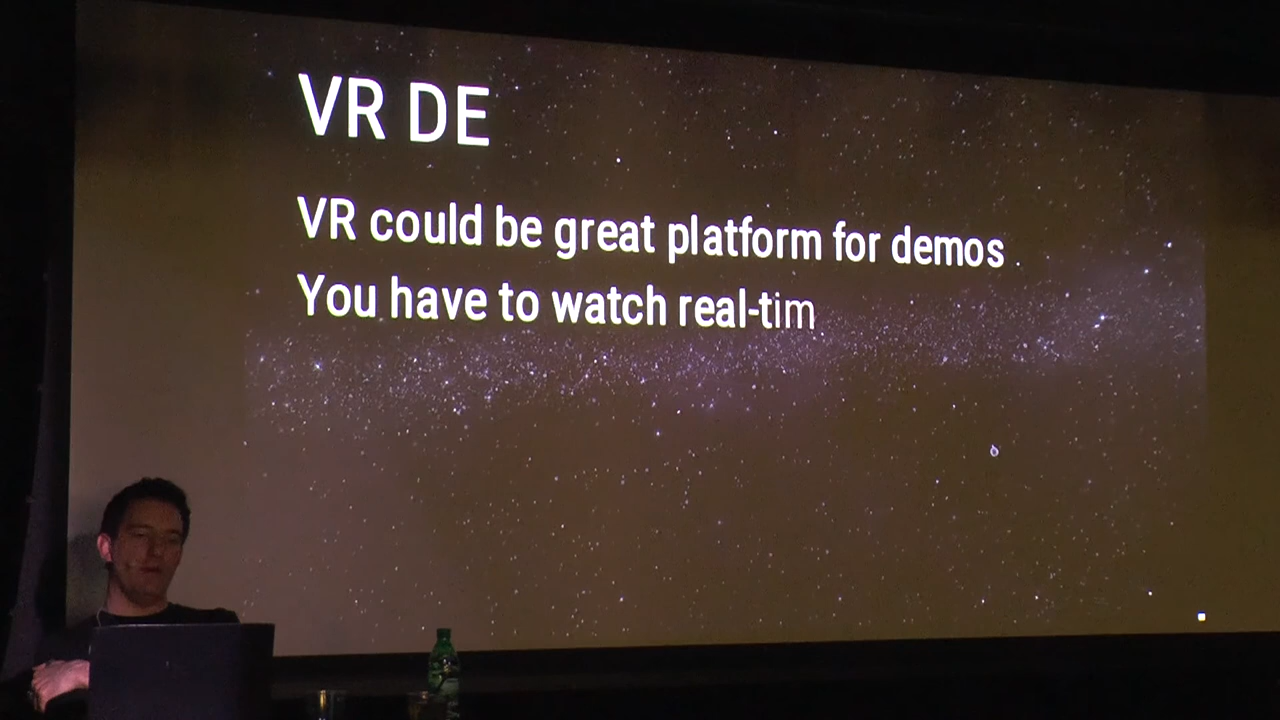 VR DE
VR could be great platform for demos
You have to watch real-tim